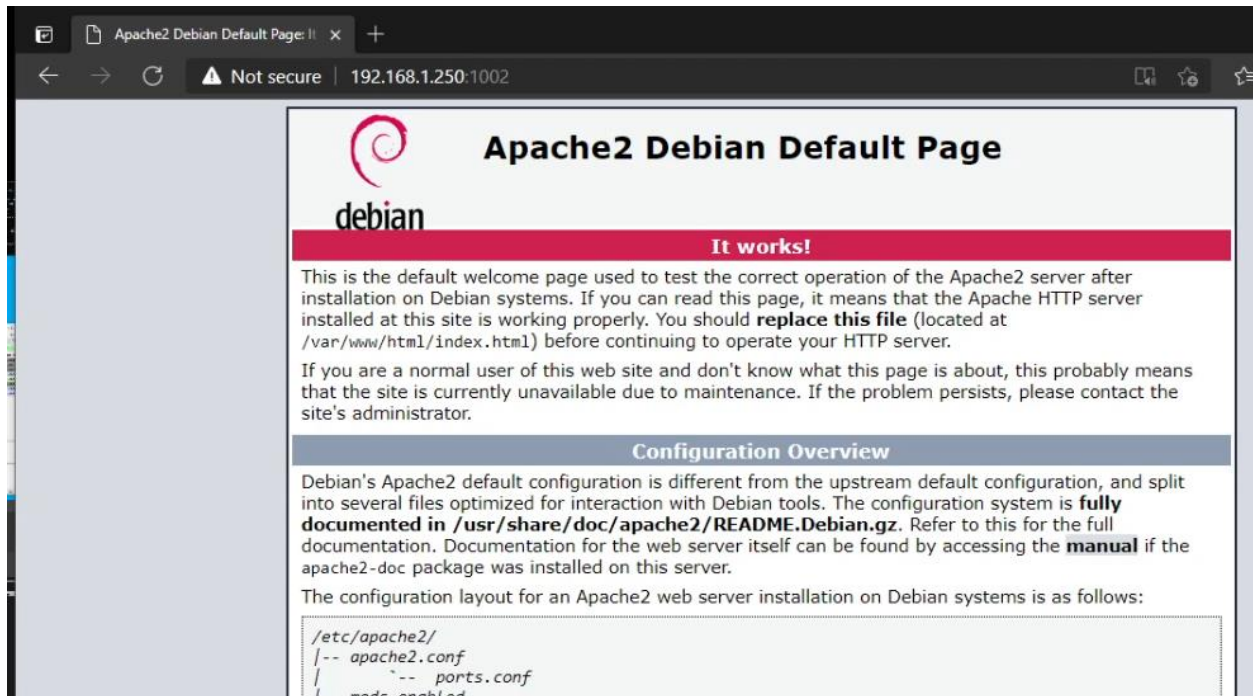 Apache2 Debian Default Page: It
Not secure | 192.168.1.250:1002
debian
Apache2 Debian Default Page
It works!
This is the default welcome page used to test the correct operation of the Apache2 server after
installation on Debian systems. If you can read this page, it means that the Apache HTTP server
installed at this site is working properly. You should replace this file (located at
/var/www/html/index.html) before continuing to operate your HTTP server.
If you are a normal user of this web site and don't know what this page is about, this probably means
that the site is currently unavailable due to maintenance. If the problem persists, please contact the
site's administrator.
Configuration Overview
Debian's Apache2 default configuration is different from the upstream default configuration, and split
into several files optimized for interaction with Debian tools. The configuration system is fully
documented in /usr/share/doc/apache2/README.Debian.gz. Refer to this for the full
documentation. Documentation for the web server itself can be found by accessing the manual if the
apache2-doc package was installed on this server.
The configuration layout for an Apache2 web server installation on Debian systems is as follows:
/etc/apache2/
|-- apache2.conf
|       `--  ports.conf
|-- mods-enabled